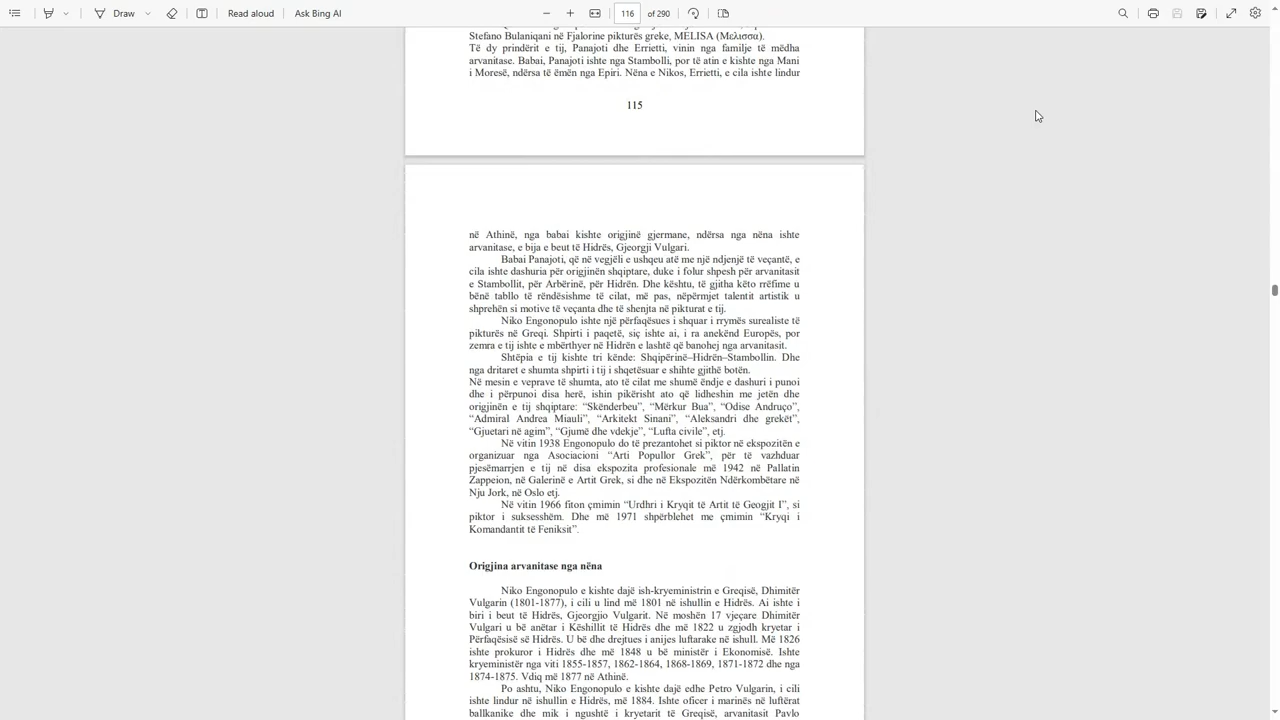 Draw
Read aloud
Ask Bing AI
116 of 290
Stefano Bulaniqani në Fjalorine pikturës greke, MELISA (Μελισσα).
Të dy prindërit e tij, Panajoti dhe Errietti, vinin nga familje të mëdha
arvanitase. Babai, Panajoti ishte nga Stambolli, por të atin e kishte nga Mani
i Moresë, ndërsa të ëmën nga Epiri. Nëna e Nikos, Errietti, e cila ishte lindur
115
në Athinë, nga babai kishte origjinë gjermane, ndërsa nga nëna ishte
arvanitase, e bija e beut të Hidrës, Gjeorgji Vulgari.
Babai Panajoti, që në vegjëli e ushqeu atë me një ndjenjë të veçantë, e
cila ishte dashuria për origjinën shqiptare, duke i folur shpesh për arvanitasit
e Stambollit, për Arbërinë, për Hidrën. Dhe kështu, të gjitha këto rrëfime u
bënë tabllo të rëndësishme të cilat, më pas, nëpërmjet talentit artistik u
shprehën si motive të veçanta dhe të shenjta në pikturat e tij.
Niko Engonopulo ishte një përfaqësues i shquar i rrymës surealiste të
pikturës në Greqi. Shpirti i paqetë, siç ishte ai, i ra anekënd Europës, por
zemra e tij ishte e mbërthyer në Hidrën e lashtë që banohej nga arvanitasit.
Shtëpia e tij kishte tri kënde: Shqipërinë–Hidrën–Stambollin. Dhe
nga dritaret e shumta shpirti i tij i shqetësuar e shihte gjithë botën.
Në mesin e veprave të shumta, ato të cilat me shumë ëndje e dashuri i punoi
dhe i përpunoi disa herë, ishin pikërisht ato që lidheshin me jetën dhe
origjinën e tij shqiptare: “Skënderbeu”, “Mërkur Bua”, “Odise Andruço”,
“Admiral Andrea Miauli”, “Arkitekt Sinani”, “Aleksandri dhe grekët”,
“Gjuetari në agim”, “Gjumë dhe vdekje”, “Lufta civile”, etj.
Në vitin 1938 Engonopulo do të prezantohet si piktor në ekspozitën e
organizuar nga Asociacioni “Arti Popullor Grek”, për të vazhduar
pjesëmarrjen e tij në disa ekspozita profesionale më 1942 në Pallatin
Zappeion, në Galerinë e Artit Grek, si dhe në Ekspozitën Ndërkombëtare në
Nju Jork, në Oslo etj.
Në vitin 1966 fiton çmimin “Urdhri i Kryqit të Artit të Geogjit I”, si
piktor i suksesshëm. Dhe më 1971 shpërblehet me çmimin “Kryqi i
Komandantit të Feniksit”.
Origjina arvanitase nga nëna
Niko Engonopulo e kishte dajë ish-kryeministrin e Greqisë, Dhimitër
Vulgarin (1801-1877), i cili u lind më 1801 në ishullin e Hidrës. Ai ishte i
biri i beut të Hidrës, Gjeorgjio Vulgarit. Në moshën 17 vjeçare Dhimitër
Vulgari u bë anëtar i Këshillit të Hidrës dhe më 1822 u zgjodh kryetar i
Përfaqësisë së Hidrës. U bë dhe drejtues i anijes luftarake në ishull. Më 1826
ishte prokuror i Hidrës dhe më 1848 u bë ministër i Ekonomisë. Ishte
kryeministër nga viti 1855-1857, 1862-1864, 1868-1869, 1871-1872 dhe nga
1874-1875. Vdiq më 1877 në Athinë.
Po ashtu, Niko Engonopulo e kishte dajë edhe Petro Vulgarin, i cili
ishte lindur në ishullin e Hidrës, më 1884. Ishte oficer i marinës në luftërat
ballkanike dhe mik i ngushtë i kryetarit të Greqisë, arvanitasit Pavlo